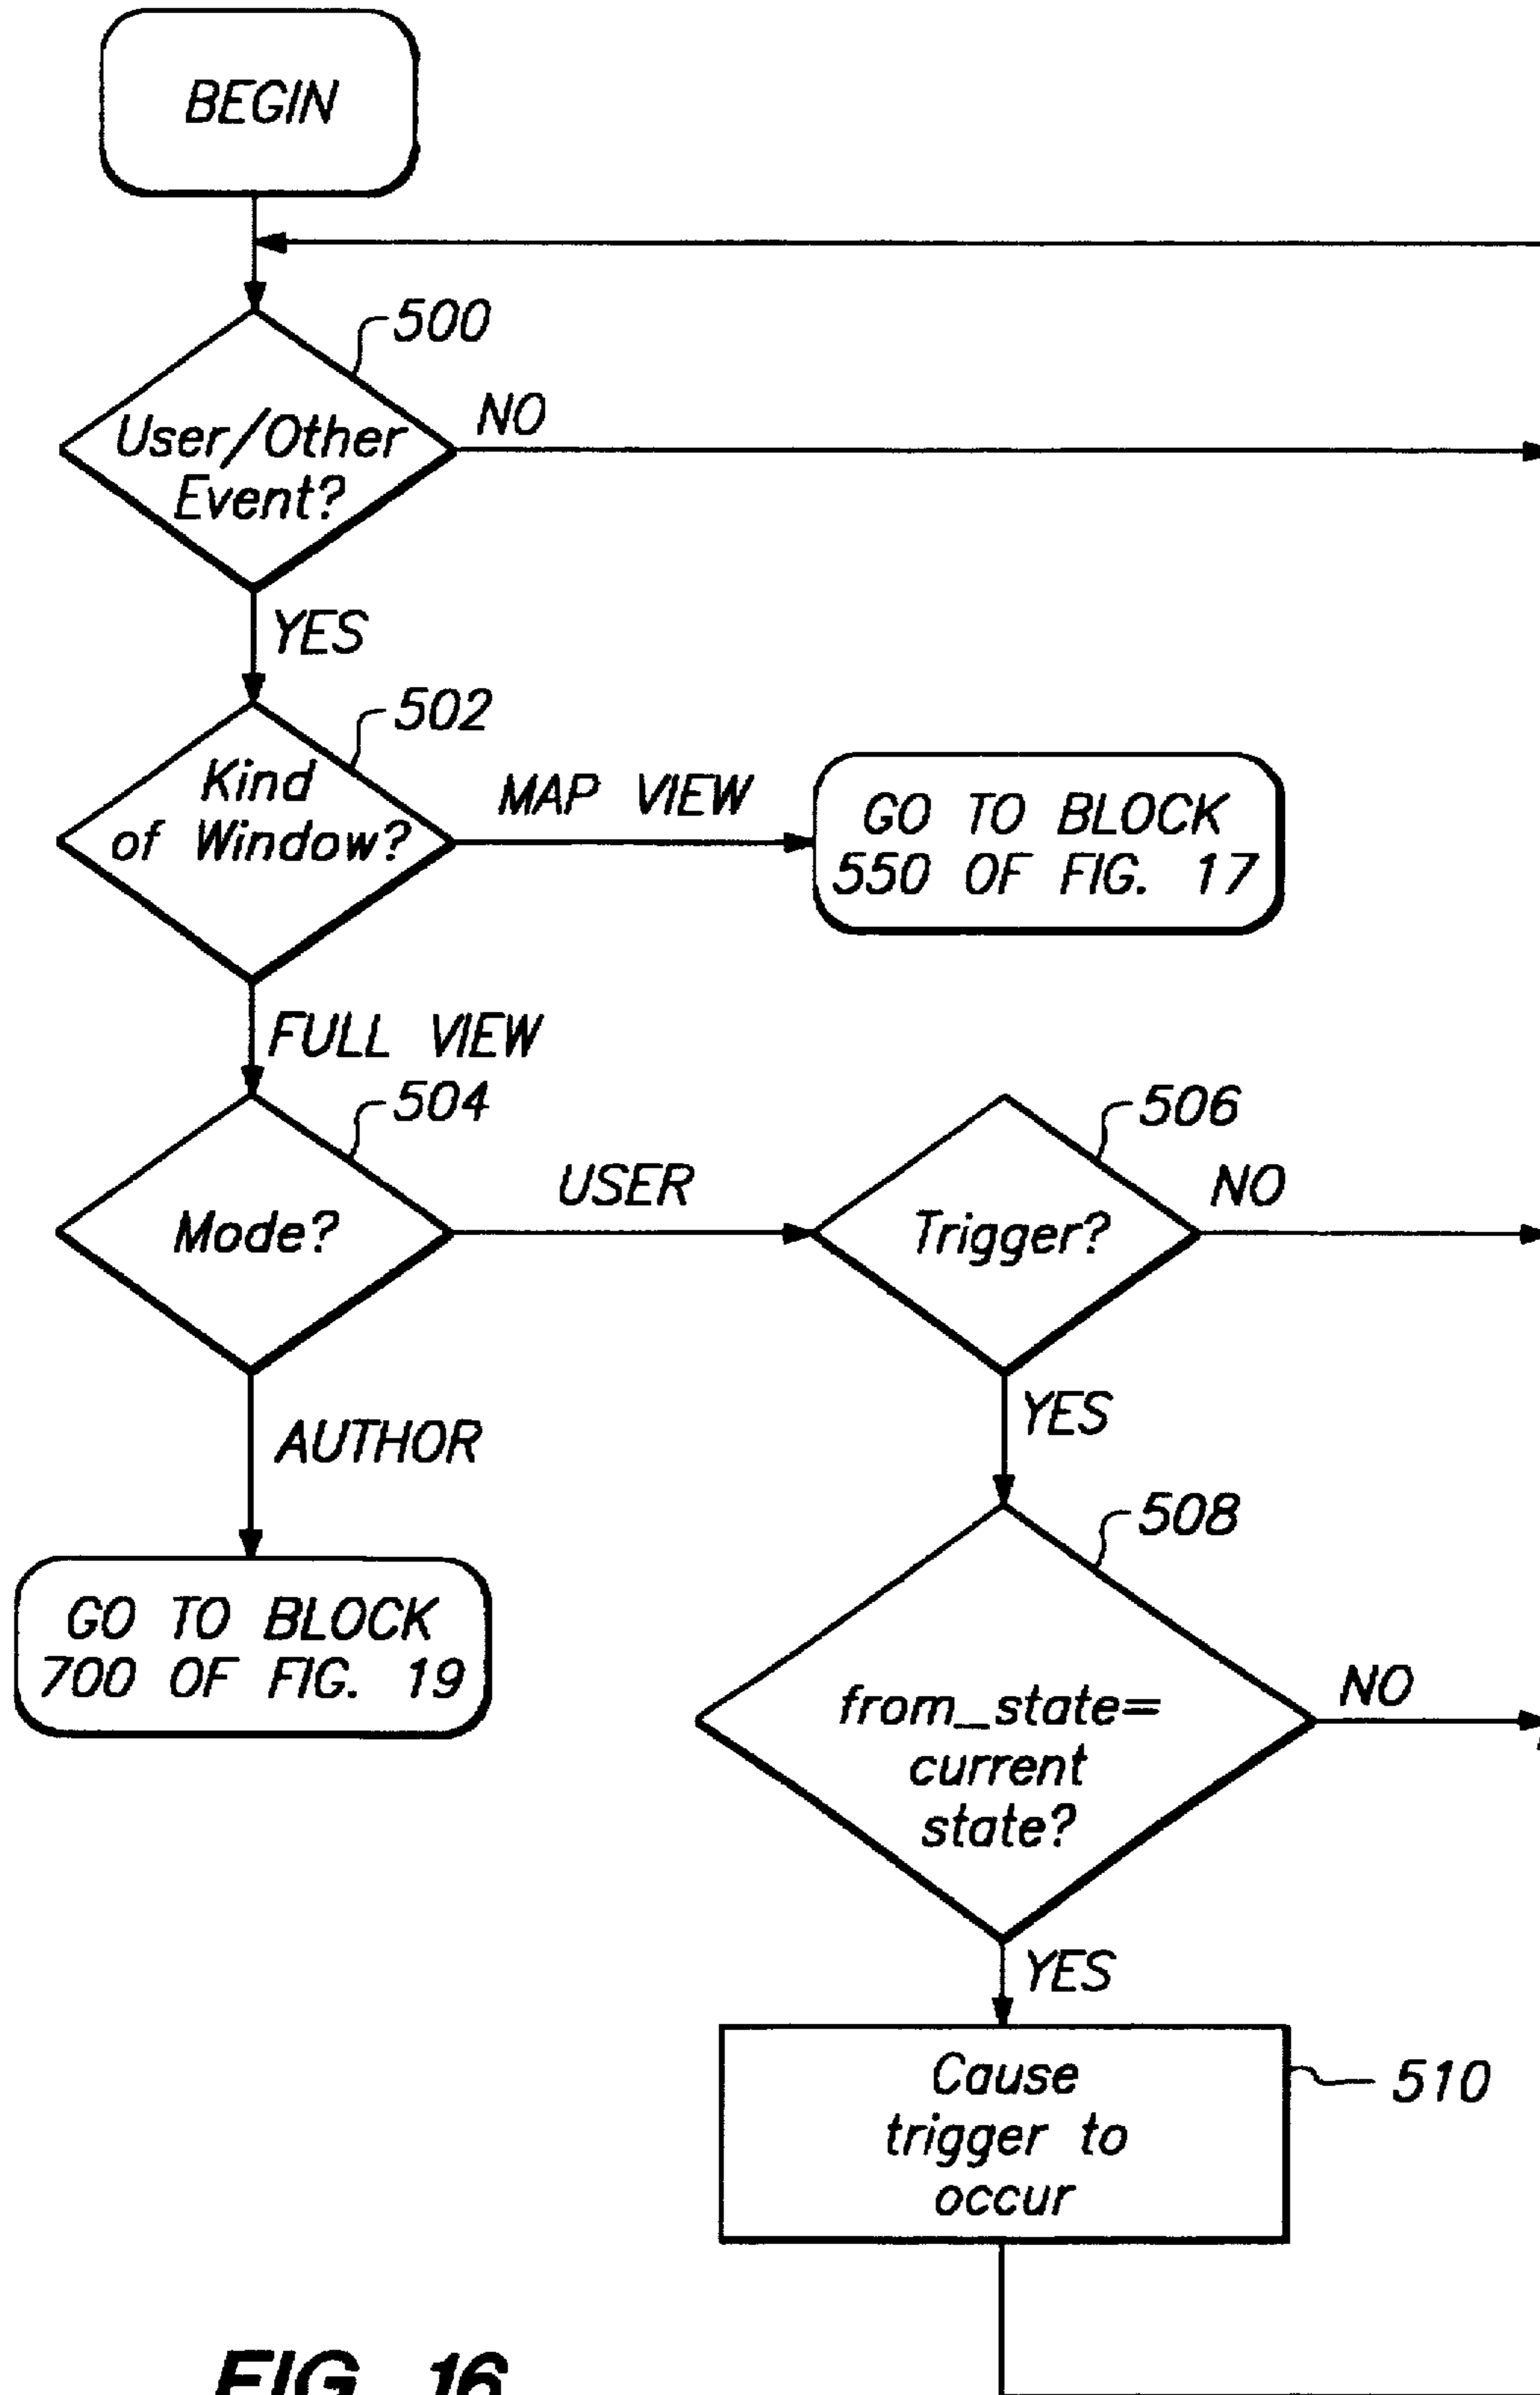 BEGIN
500
User/Other
Event?
NO
YES
502
Kind
of Window?
MAP VIEW
GO TO BLOCK
550 OF FIG. 17
FULL VIEW
504
Mode?
USER
506
Trigger?
NO
YES
AUTHOR
GO TO BLOCK
700 OF FIG. 19
508
from_state=
current
state?
NO
YES
Cause
trigger to
occur
510
FIG. 16